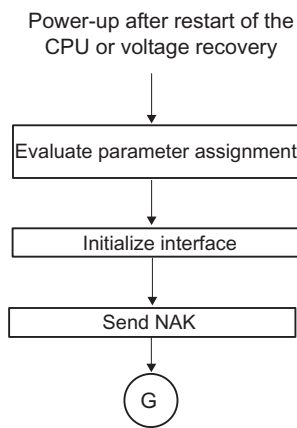 Power-up after restart of the
CPU or voltage recovery
Evaluate parameter assignment
Initialize interface
Send NAK
G